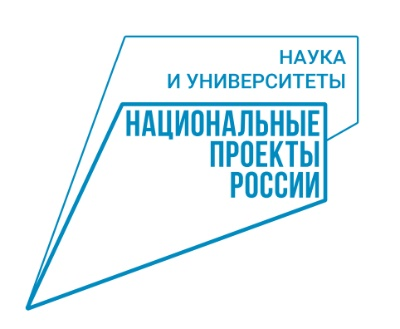 НАУКА
И УНИВЕРСИТЕТЫ
НАЦИОНАЛЬНЫЕ
ПРОЕКТЫ
РОССИИ